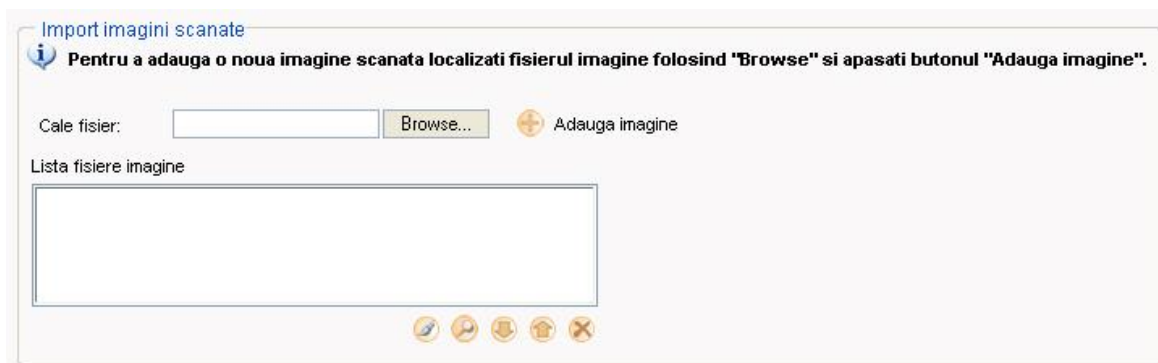 Import imagini scanate
Pentru a adauga o noua imagine scanata localizati fisierul imagine folosind "Browse" si apasati butonul "Adauga imagine".
Cale fisier: Browse... Adauga imagine
Lista fisiere imagine